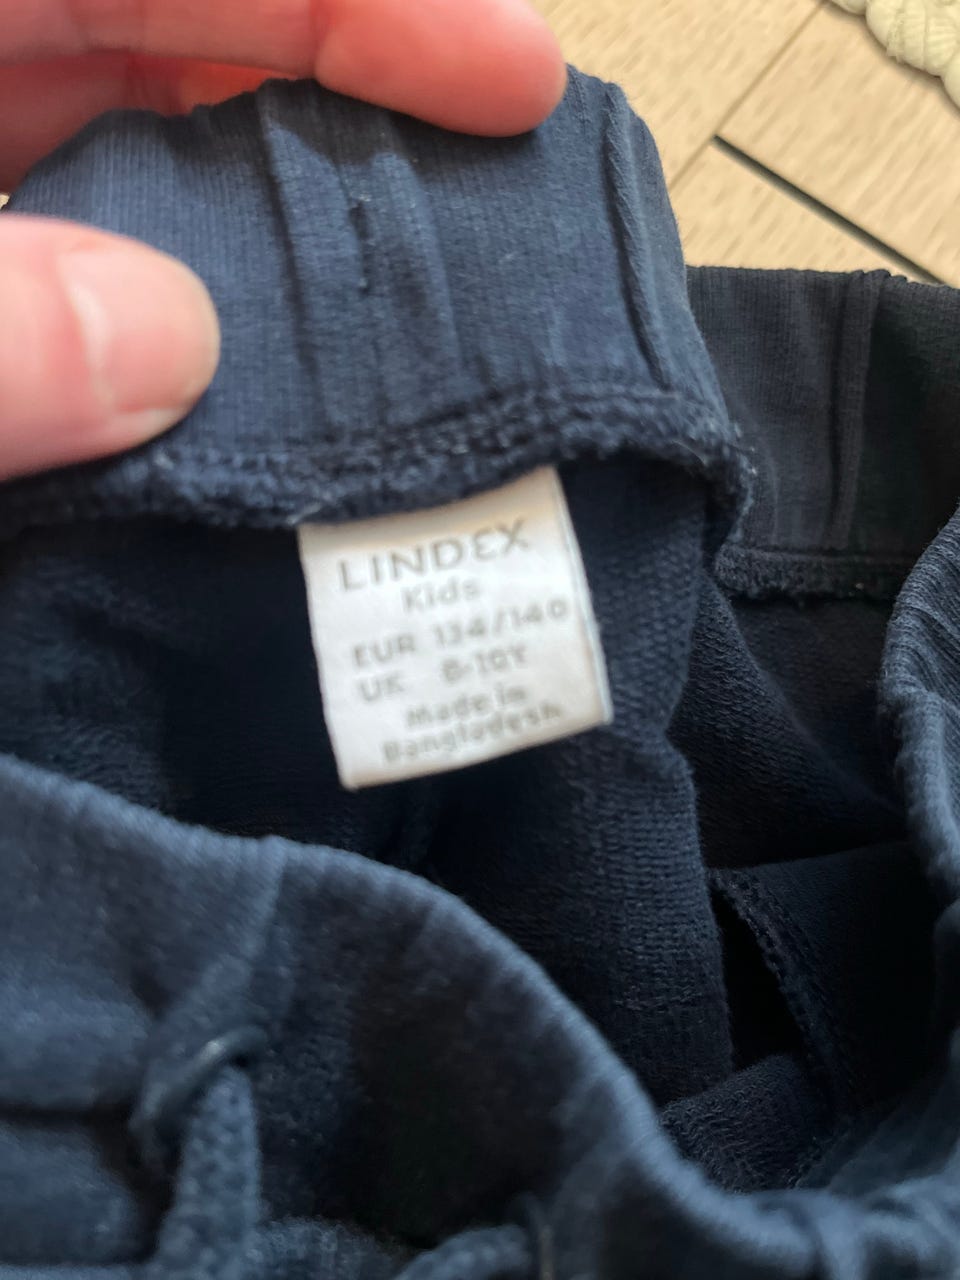 LINDEX
Kids
EUR 134/140
UK 8-10Y
Made in
Bangladesh